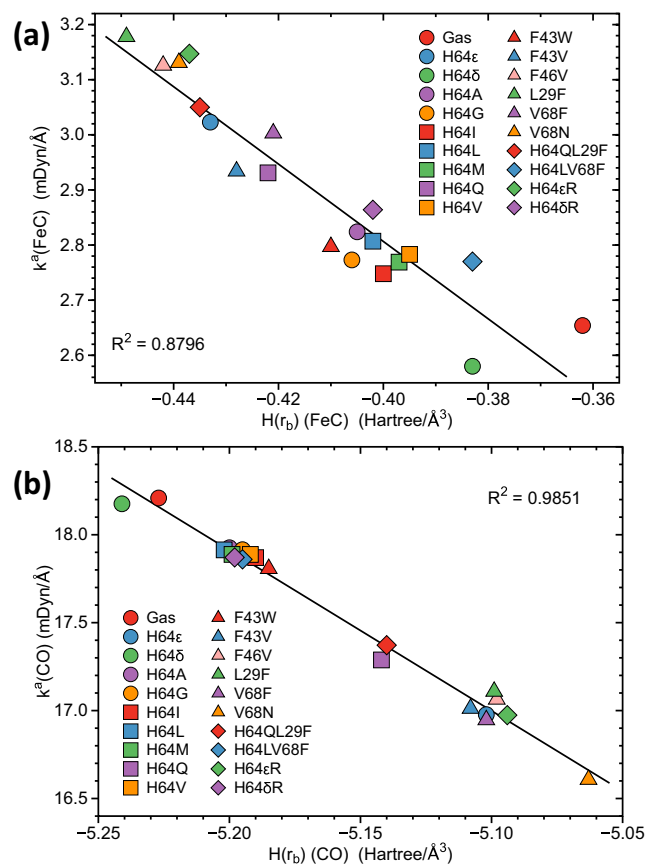 (a)
3.2
3.1
3.0
2.9
2.8
2.7
2.6
kᵃ(FeC) (mDyn/Å)
Gas
H64ε
H64δ
H64A
H64G
H64I
H64L
H64M
H64Q
H64V
F43W
F43V
F46V
L29F
V68F
V68N
H64QL29F
H64LV68F
H64εR
H64δR
R² = 0.8796
−0.44 −0.42 −0.40 −0.38 −0.36
H(r_b) (FeC) (Hartree/Å³)
(b)
18.5
18.0
17.5
17.0
16.5
kᵃ(CO) (mDyn/Å)
R² = 0.9851
Gas
H64ε
H64δ
H64A
H64G
H64I
H64L
H64M
H64Q
H64V
F43W
F43V
F46V
L29F
V68F
V68N
H64QL29F
H64LV68F
H64εR
H64δR
−5.25 −5.20 −5.15 −5.10 −5.05
H(r_b) (CO) (Hartree/Å³)